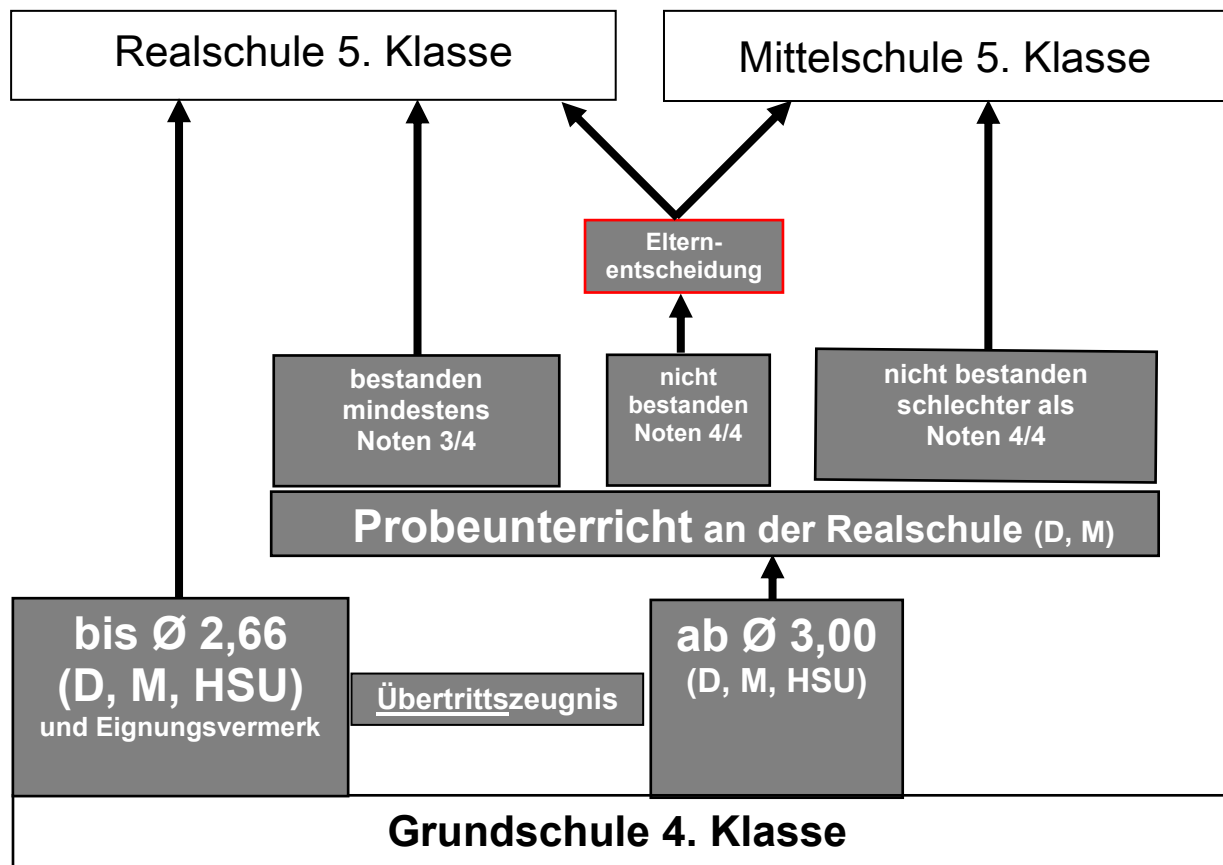 Realschule 5. Klasse
Mittelschule 5. Klasse
Eltern-
entscheidung
bestanden
mindestens
Noten 3/4
nicht
bestanden
Noten 4/4
nicht bestanden
schlechter als
Noten 4/4
Probeunterricht an der Realschule (D, M)
bis Ø 2,66
(D, M, HSU)
und Eignungsvermerk
Übertrittszeugnis
ab Ø 3,00
(D, M, HSU)
Grundschule 4. Klasse